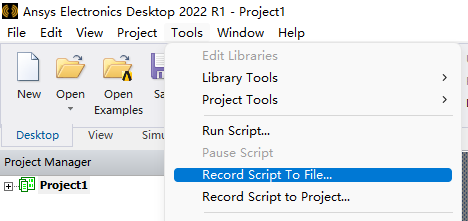 Ansys Electronics Desktop 2022 R1 - Project1
File Edit View Project Tools Window Help
Edit Libraries
Library Tools
Project Tools
Run Script...
Pause Script
Record Script To File...
Record Script to Project...
New Open Open Examples Sa
Desktop View Simu
Project Manager
Project1